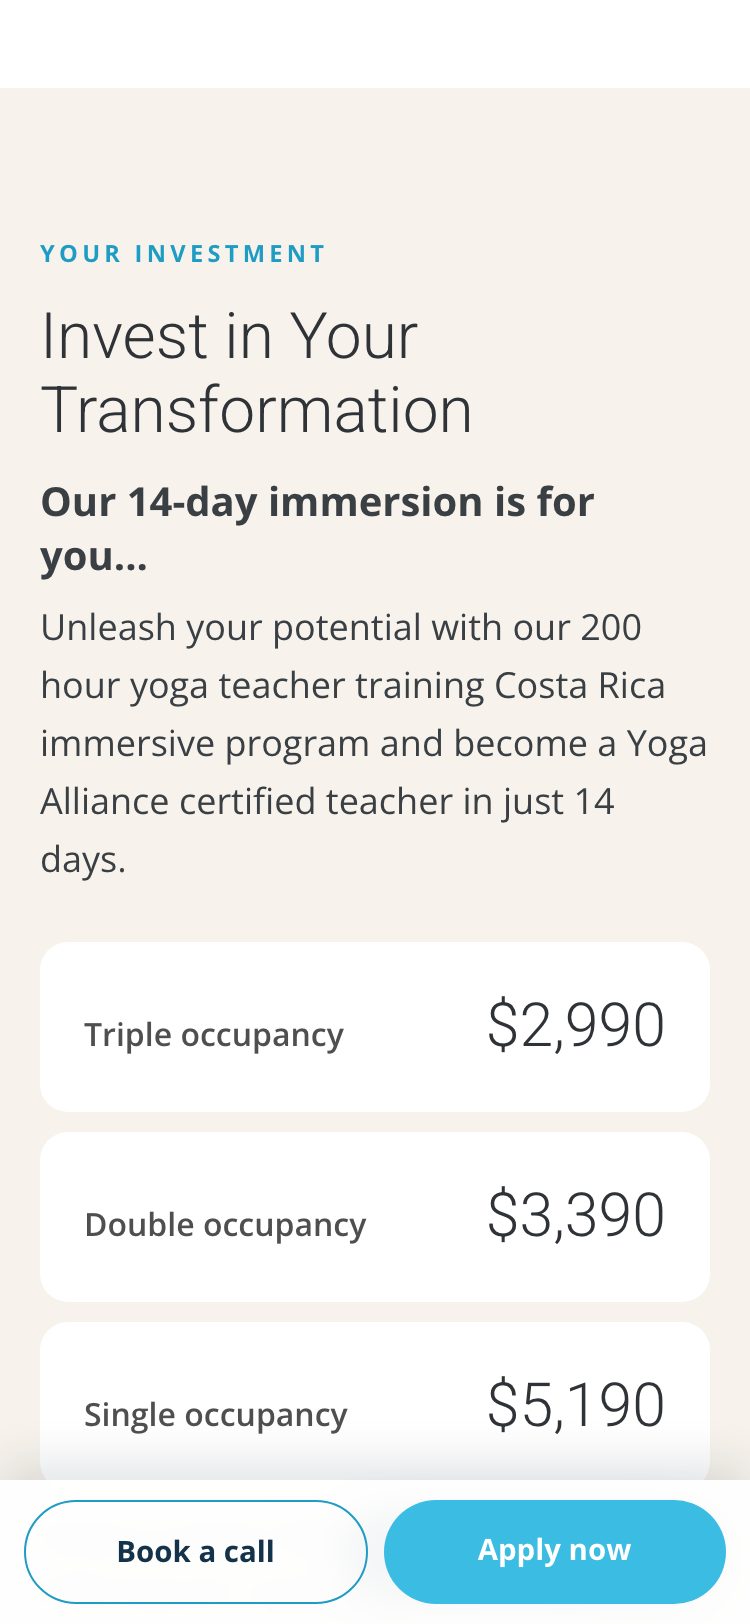 YOUR INVESTMENT
Invest in Your
Transformation
Our 14-day immersion is for
you...
Unleash your potential with our 200
hour yoga teacher training Costa Rica
immersive program and become a Yoga
Alliance certified teacher in just 14
days.
Triple occupancy $2,990
Double occupancy $3,390
Single occupancy $5,190
Book a call Apply now